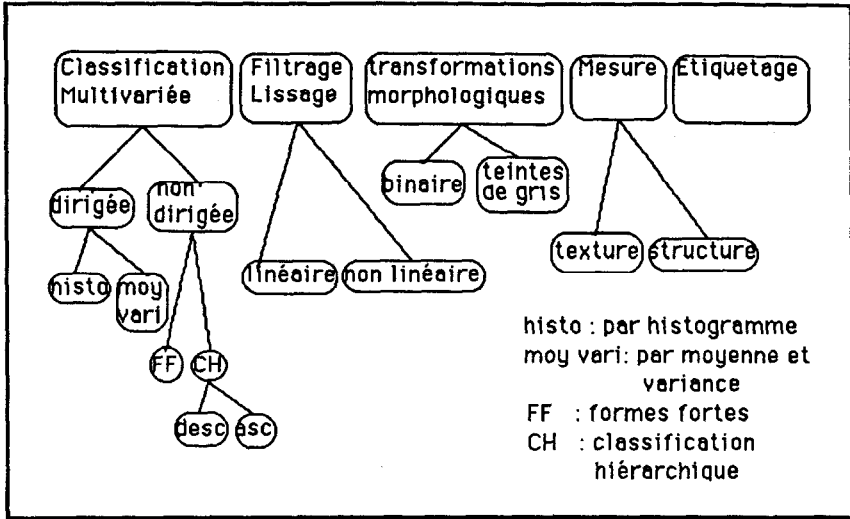 Classification
Multivariée
Filtrage
Lissage
transformations
morphologiques
Mesure
Etiquetage
dirigée
non
dirigée
binaire
teintes
de gris
histo
moy
vari
linéaire
non linéaire
texture
structure
FF
CH
desc
asc
histo : par histogramme
moy vari: par moyenne et
variance
FF : formes fortes
CH : classification
hiérarchique